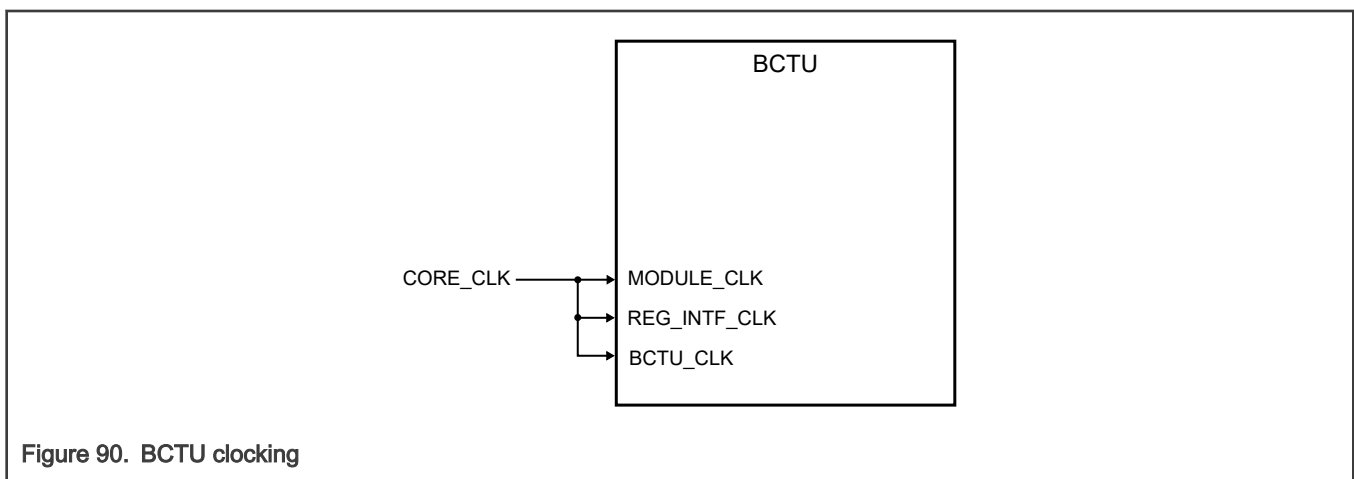 BCTU
CORE_CLK
MODULE_CLK
REG_INTF_CLK
BCTU_CLK
Figure 90. BCTU clocking